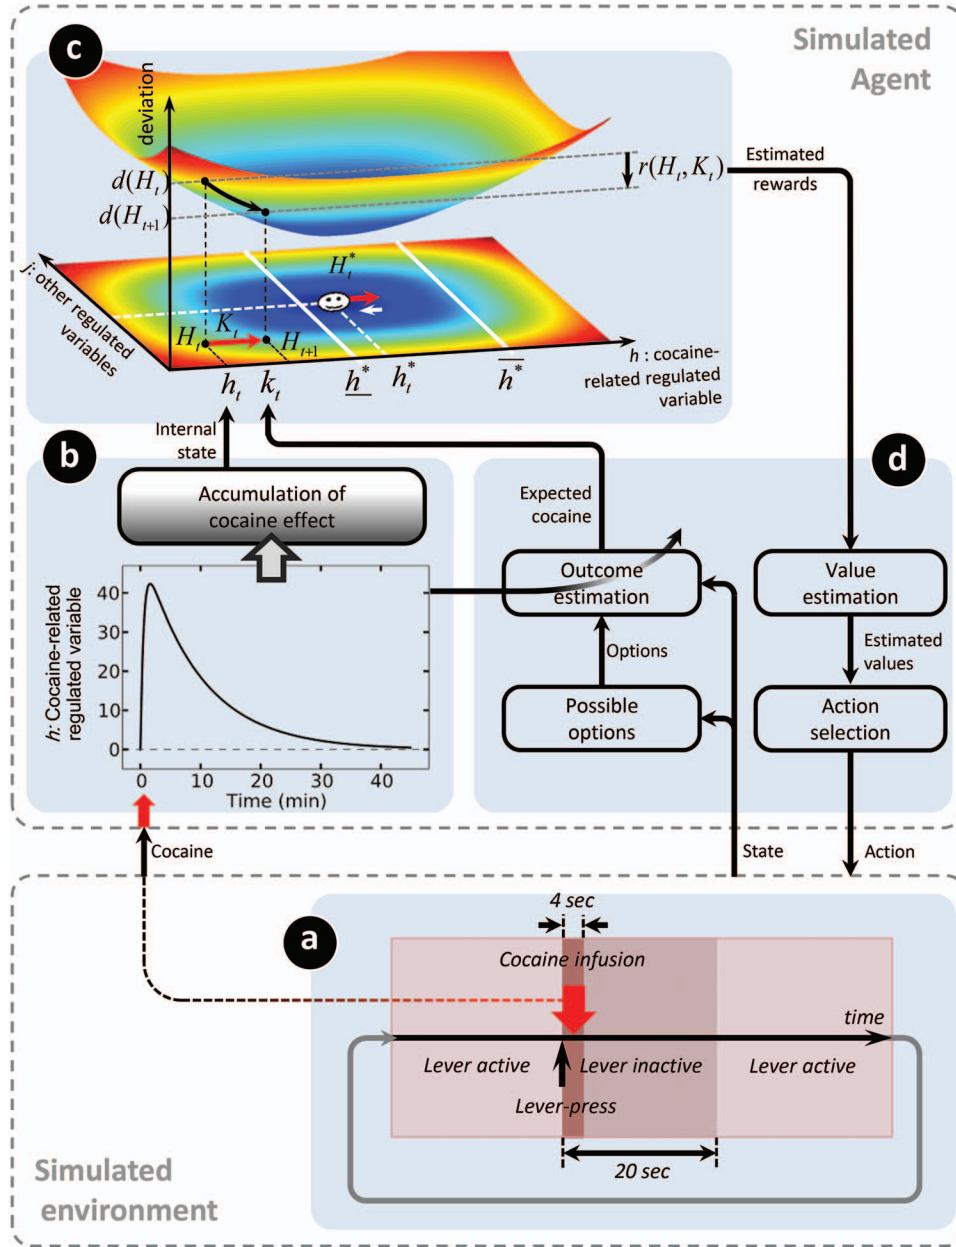 Simulated
Agent
c
deviation
d(H_t)
d(H_{t+1})
r(H_t, K_t)
Estimated
rewards
j: other regulated
variables
H_t^*
H_t
K_t
H_{t+1}
h_t
k_t
h^*
h_t^*
h^*
h : cocaine-
related regulated
variable
Internal
state
b
Accumulation of
cocaine effect
h: Cocaine-related
regulated variable
40
30
20
10
0
0
10
20
30
40
Time (min)
Cocaine
d
Expected
cocaine
Outcome
estimation
Options
Possible
options
Value
estimation
Estimated
values
Action
selection
State
Action
a
4 sec
Cocaine infusion
time
Lever active
Lever inactive
Lever active
Lever-press
20 sec
Simulated
environment